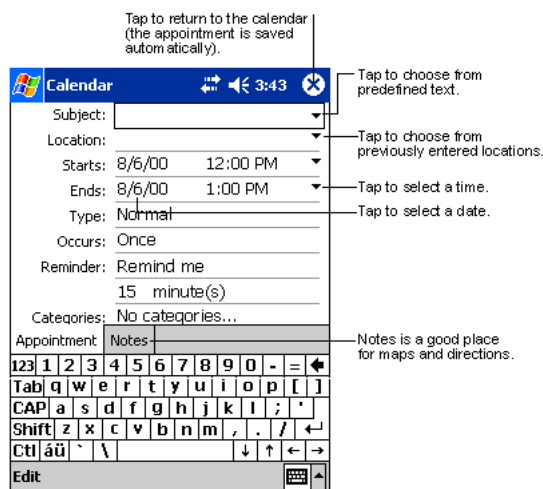 Tap to return to the calendar
(the appointment is saved
automatically).
Calendar 3:43
Tap to choose from
predefined text.
Subject:
Location:
Tap to choose from
previously entered locations.
Starts: 8/6/00 12:00 PM
Ends: 8/6/00 1:00 PM
Tap to select a time.
Type: Normal
Tap to select a date.
Occurs: Once
Reminder: Remind me
15 minute(s)
Categories: No categories...
Appointment Notes
Notes is a good place
for maps and directions.
123 1 2 3 4 5 6 7 8 9 0 - =
Tab q w e r t y u i o p [ ]
CAP a s d f g h j k l ; '
Shift z x c v b n m , . /
Ctl áü ` \
Edit